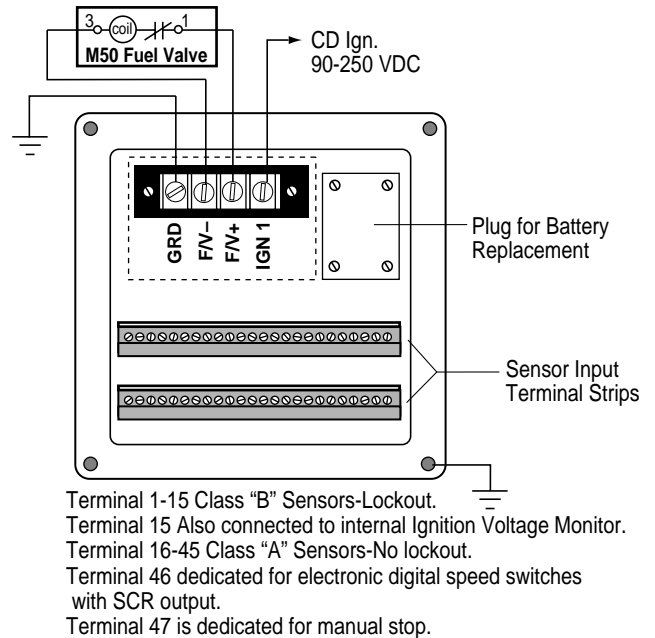 3 coil 1
M50 Fuel Valve
CD Ign.
90-250 VDC
GRD
F/V–
F/V+
IGN 1
Plug for Battery
Replacement
Sensor Input
Terminal Strips
Terminal 1-15 Class “B” Sensors-Lockout.
Terminal 15 Also connected to internal Ignition Voltage Monitor.
Terminal 16-45 Class “A” Sensors-No lockout.
Terminal 46 dedicated for electronic digital speed switches
with SCR output.
Terminal 47 is dedicated for manual stop.